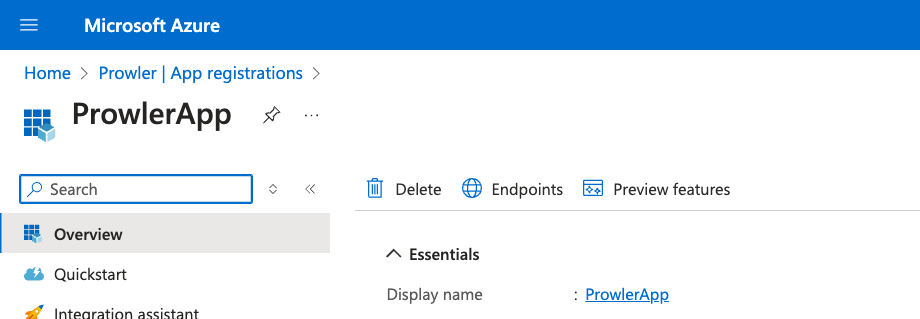 Microsoft Azure
Home > Prowler | App registrations >
ProwlerApp ...
Search
Delete Endpoints Preview features
Overview
Essentials
Quickstart
Display name : ProwlerApp
Integration assistant